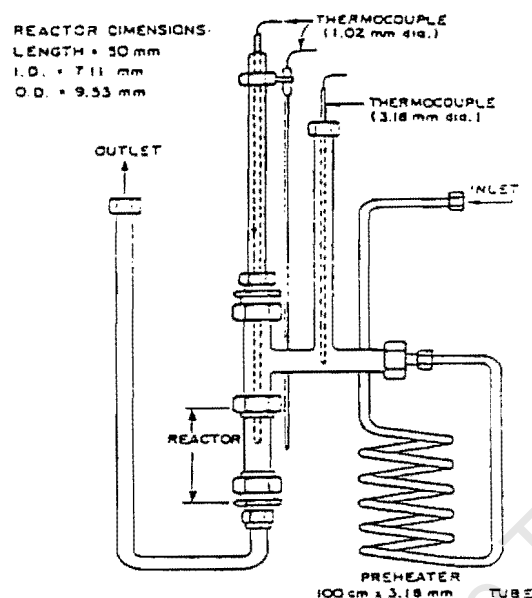 REACTOR DIMENSIONS:
LENGTH = 50 mm
I.D. = 7.11 mm
O.D. = 9.53 mm
THERMOCOUPLE
(1.02 mm dia.)
THERMOCOUPLE
(3.18 mm dia.)
OUTLET
INLET
REACTOR
PREHEATER
100 cm x 3.18 mm TUBE